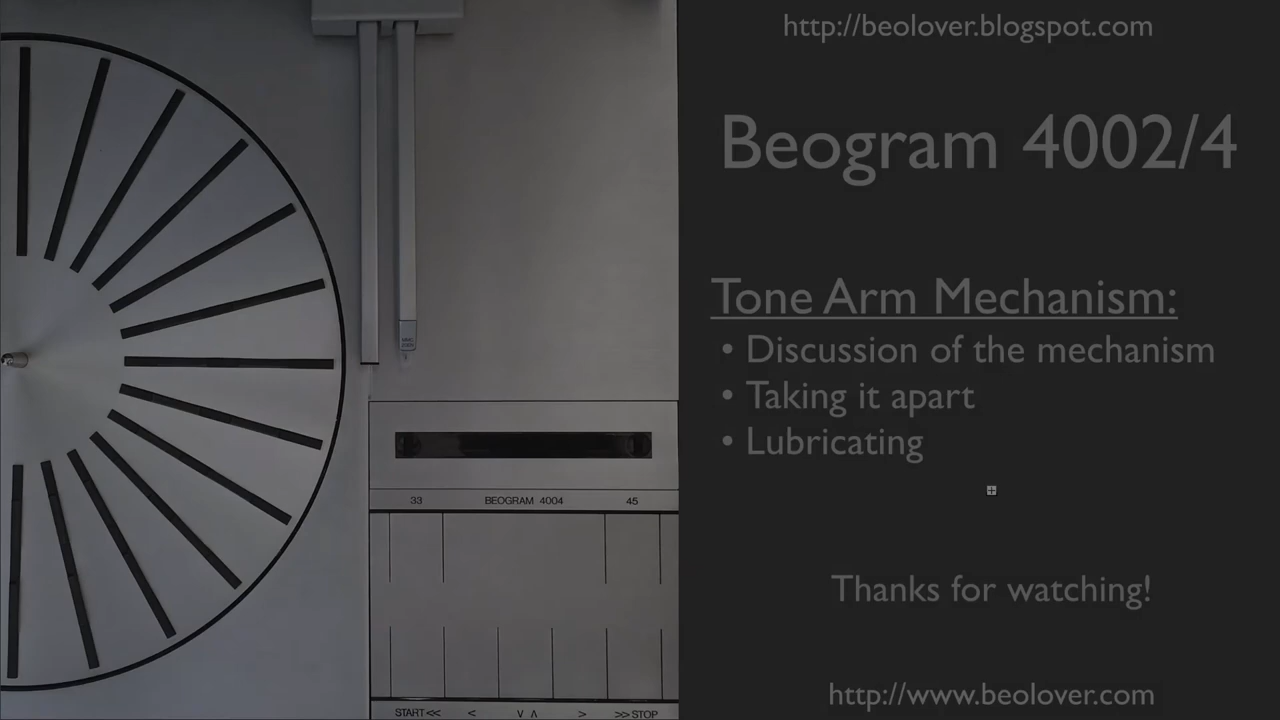 http://beolover.blogspot.com
Beogram 4002/4
Tone Arm Mechanism:
• Discussion of the mechanism
• Taking it apart
• Lubricating
Thanks for watching!
http://www.beolover.com
33 BEOGRAM 4004 45
START << < ∨ ∧ > >> STOP